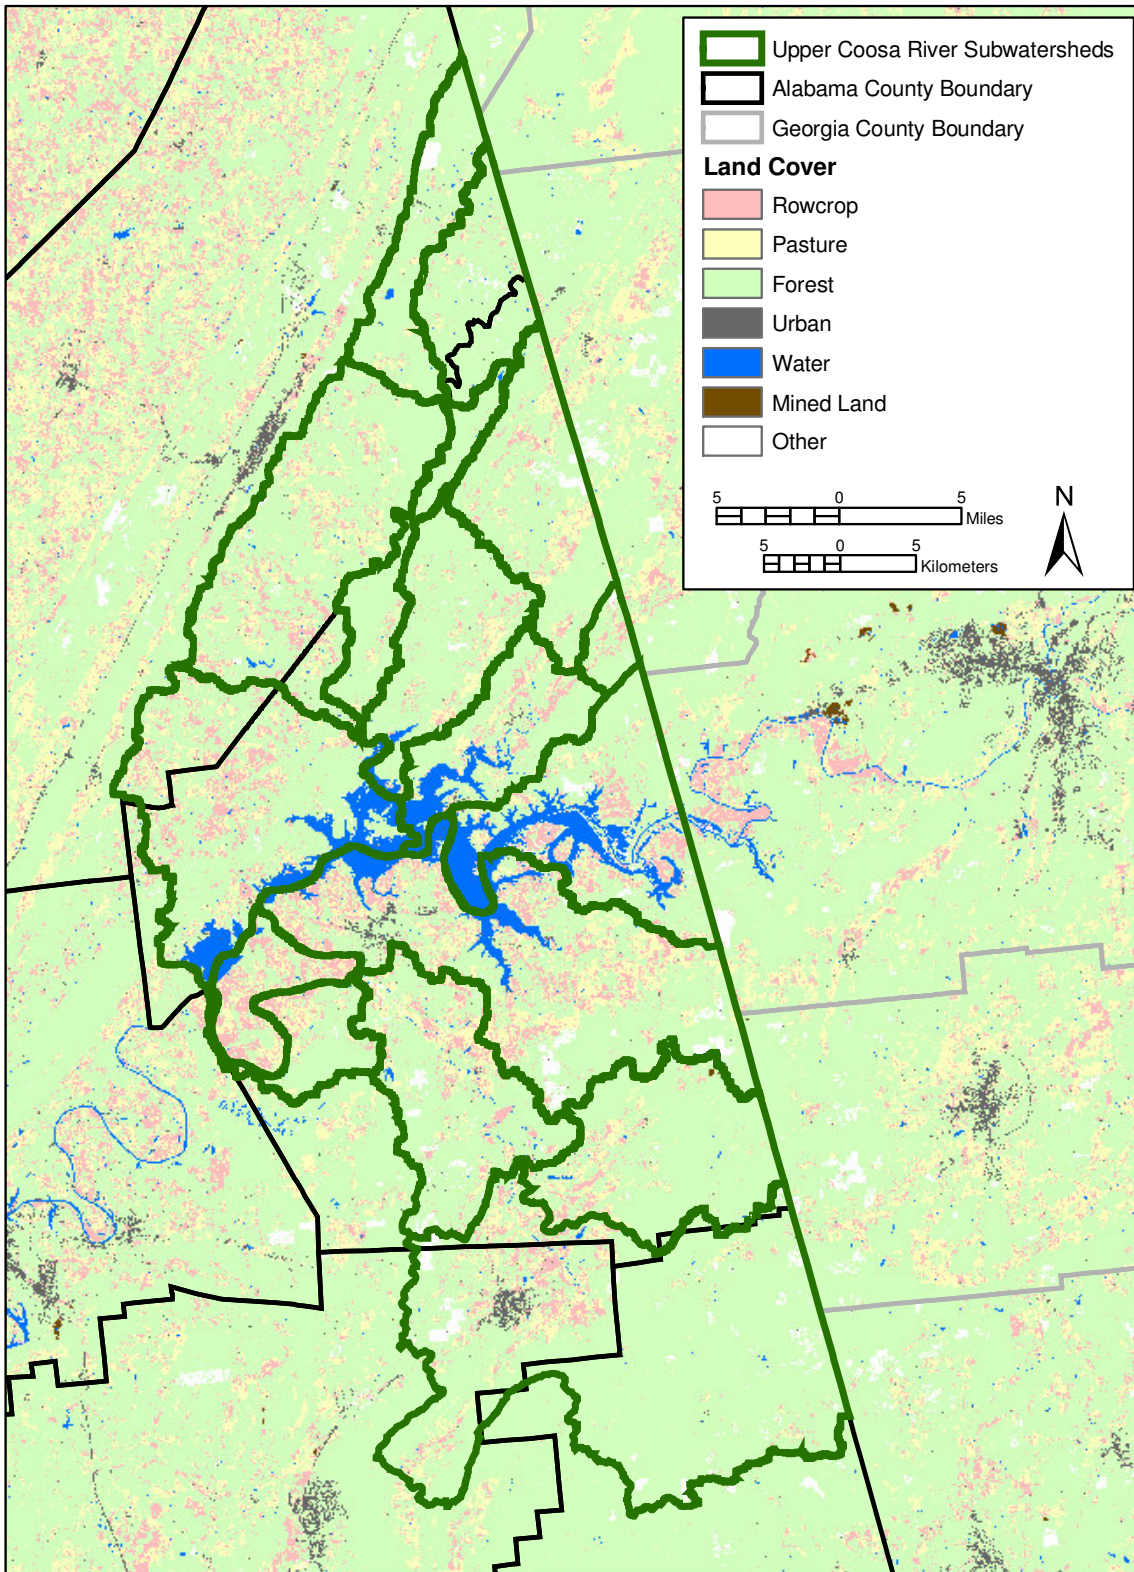 Upper Coosa River Subwatersheds
Alabama County Boundary
Georgia County Boundary
Land Cover
Rowcrop
Pasture
Forest
Urban
Water
Mined Land
Other
5 0 5
Miles
5 0 5
Kilometers
N